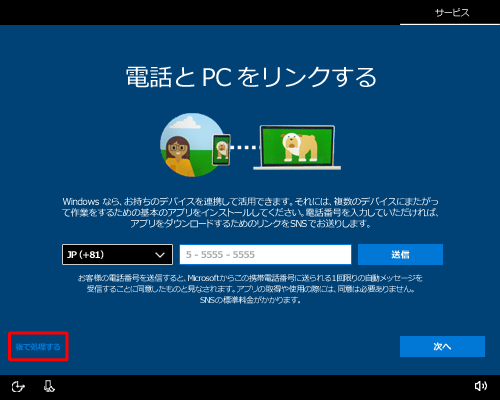 サービス
電話と PC をリンクする
Windows なら、お持ちのデバイスを連携して活用できます。それには、複数のデバイスにまたがっ
て作業をするための基本のアプリをインストールしてください。電話番号を入力していただければ、
アプリをダウンロードするためのリンクをSNSでお送りします。
JP (+81)
5 - 5555 - 5555
送信
お客様の電話番号を送信すると、Microsoftからこの携帯電話番号に送られる1回限りの自動メッセージを
受信することに同意したものと見なされます。アプリの取得や使用の際には、同意は必要ありません。
SNSの標準料金がかかります。
後で処理する
次へ